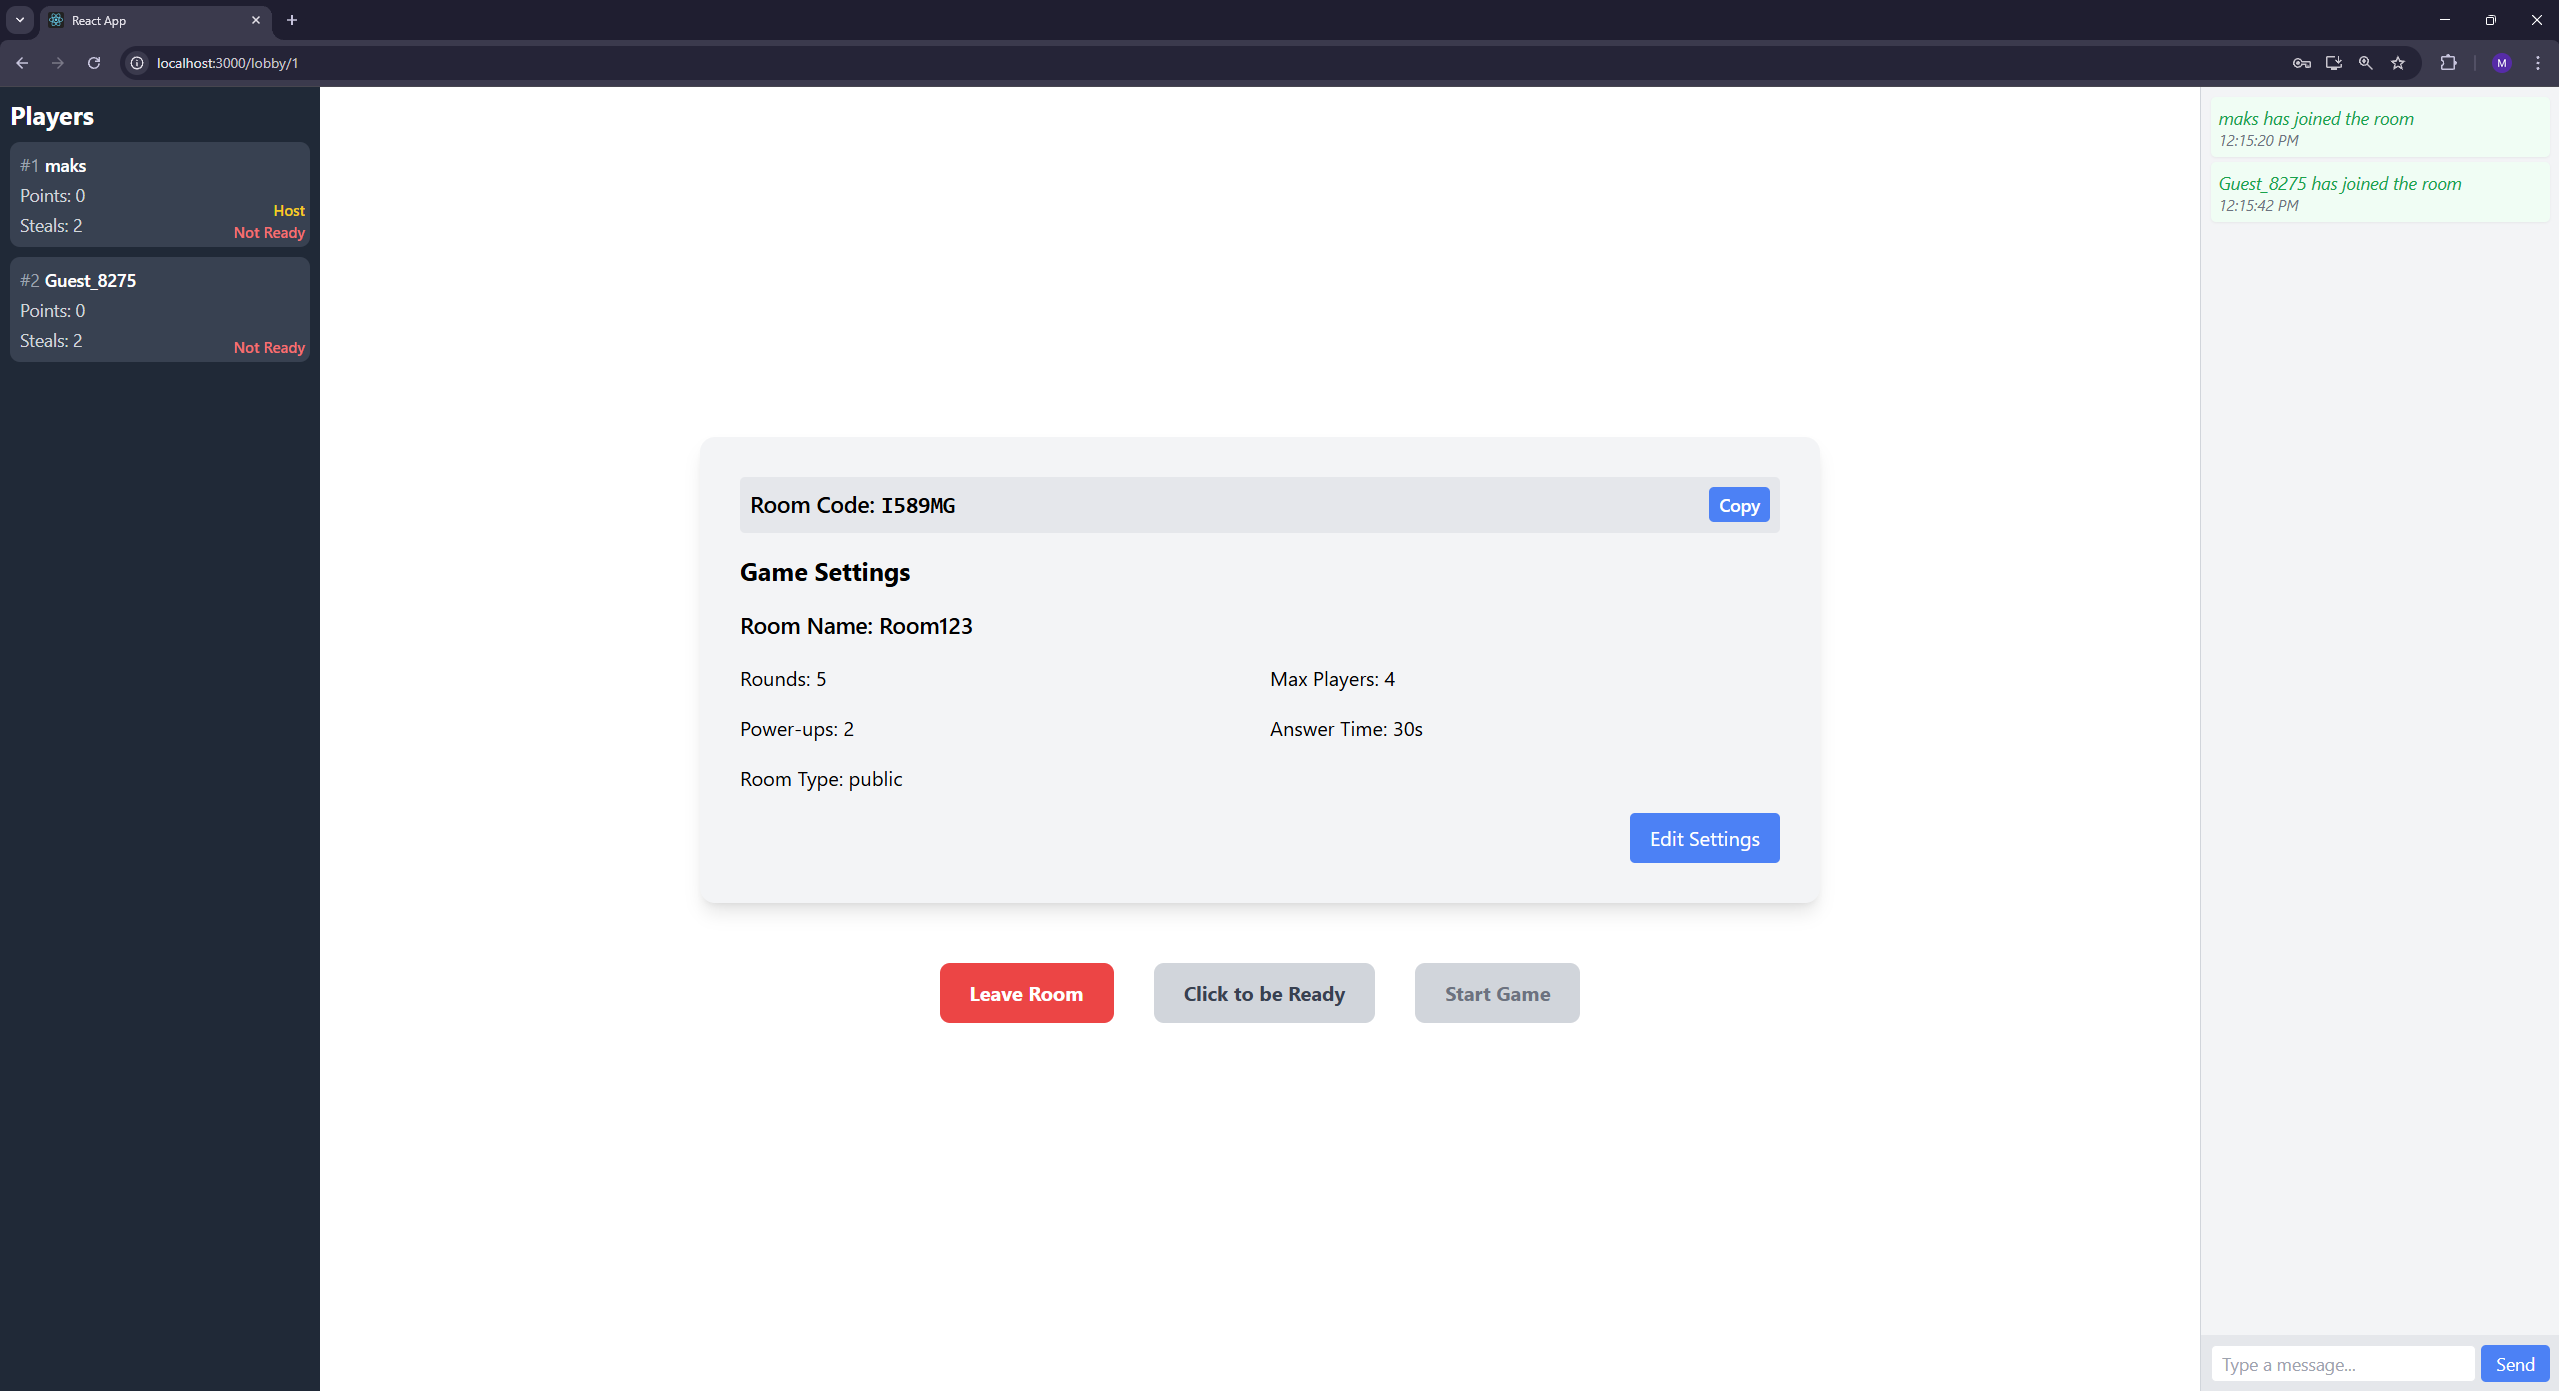 React App
localhost:3000/lobby/1
M
Players
#1 maks
Points: 0
Host
Steals: 2
Not Ready
#2 Guest_8275
Points: 0
Steals: 2
Not Ready
Room Code: I589MG
Copy
Game Settings
Room Name: Room123
Rounds: 5
Max Players: 4
Power-ups: 2
Answer Time: 30s
Room Type: public
Edit Settings
Leave Room
Click to be Ready
Start Game
maks has joined the room
12:15:20 PM
Guest_8275 has joined the room
12:15:42 PM
Type a message...
Send